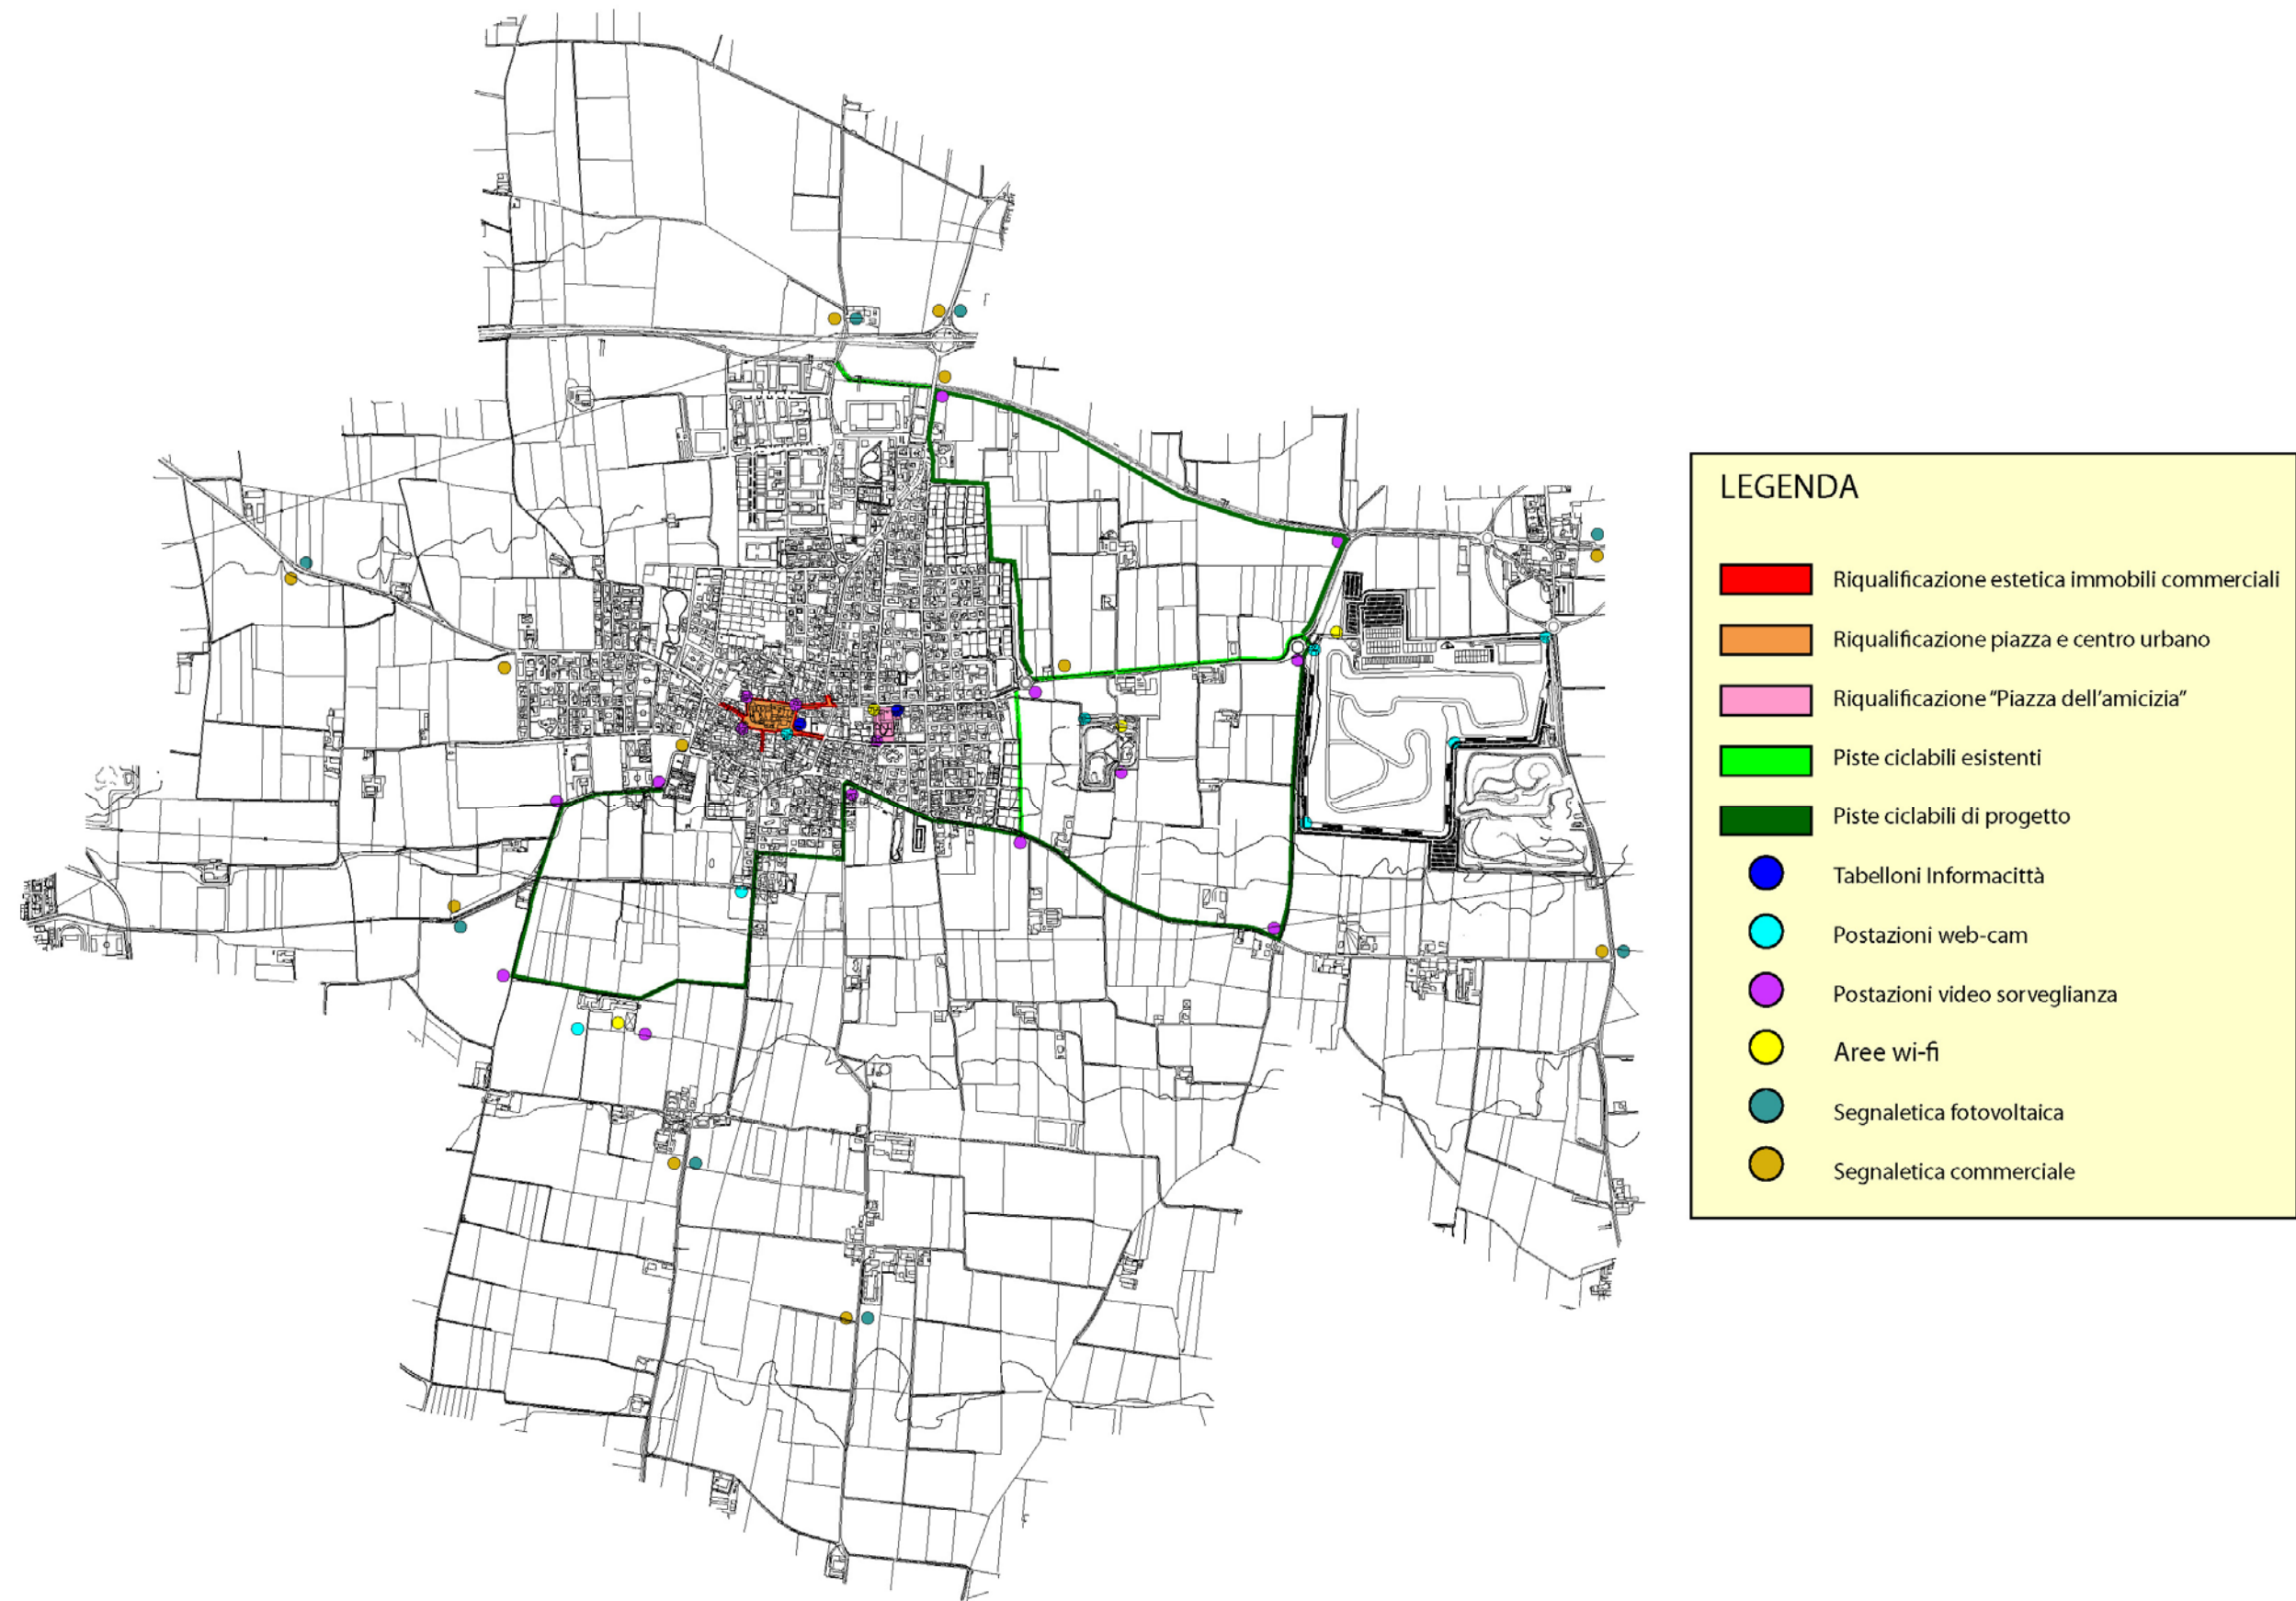 LEGENDA
Riqualificazione estetica immobili commerciali
Riqualificazione piazza e centro urbano
Riqualificazione "Piazza dell'amicizia"
Piste ciclabili esistenti
Piste ciclabili di progetto
Tabelloni Informacittà
Postazioni web-cam
Postazioni video sorveglianza
Aree wi-fi
Segnaletica fotovoltaica
Segnaletica commerciale